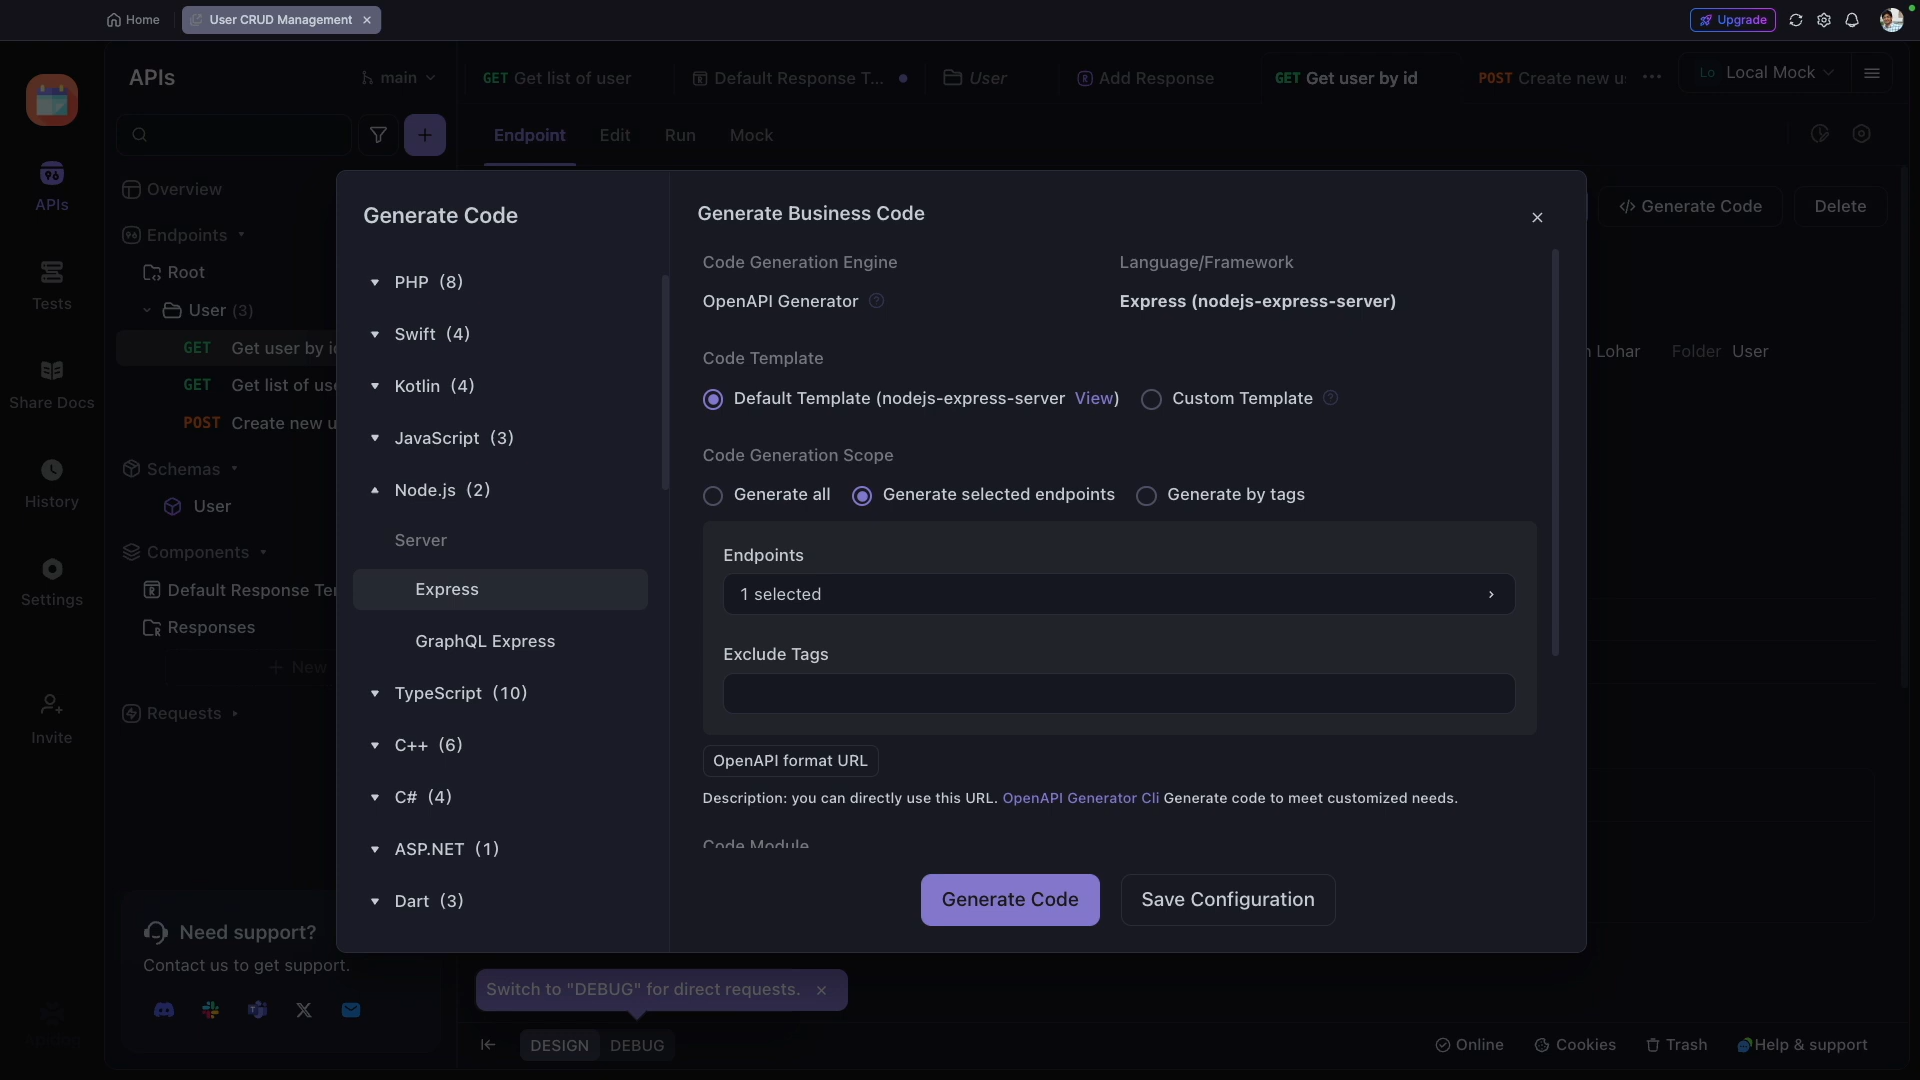 Home
User CRUD Management
Upgrade
APIs
main
GET Get list of user
Default Response T...
User
Add Response
GET Get user by id
POST Create new u
Lo Local Mock
Endpoint
Edit
Run
Mock
APIs
Tests
Share Docs
History
Settings
Invite
Overview
Endpoints
Root
User (3)
GET Get user by i
GET Get list of use
POST Create new u
Schemas
User
Components
Default Response Te
Responses
New
Requests
Need support?
Contact us to get support.
Generate Code
Delete
Lohar
Folder User
Generate Code
PHP (8)
Swift (4)
Kotlin (4)
JavaScript (3)
Node.js (2)
Server
Express
GraphQL Express
TypeScript (10)
C++ (6)
C# (4)
ASP.NET (1)
Dart (3)
Generate Business Code
Code Generation Engine
Language/Framework
OpenAPI Generator
Express (nodejs-express-server)
Code Template
Default Template (nodejs-express-server View)
Custom Template
Code Generation Scope
Generate all
Generate selected endpoints
Generate by tags
Endpoints
1 selected
Exclude Tags
OpenAPI format URL
Description: you can directly use this URL. OpenAPI Generator Cli Generate code to meet customized needs.
Code Module
Generate Code
Save Configuration
Switch to "DEBUG" for direct requests.
DESIGN
DEBUG
Online
Cookies
Trash
Help & support